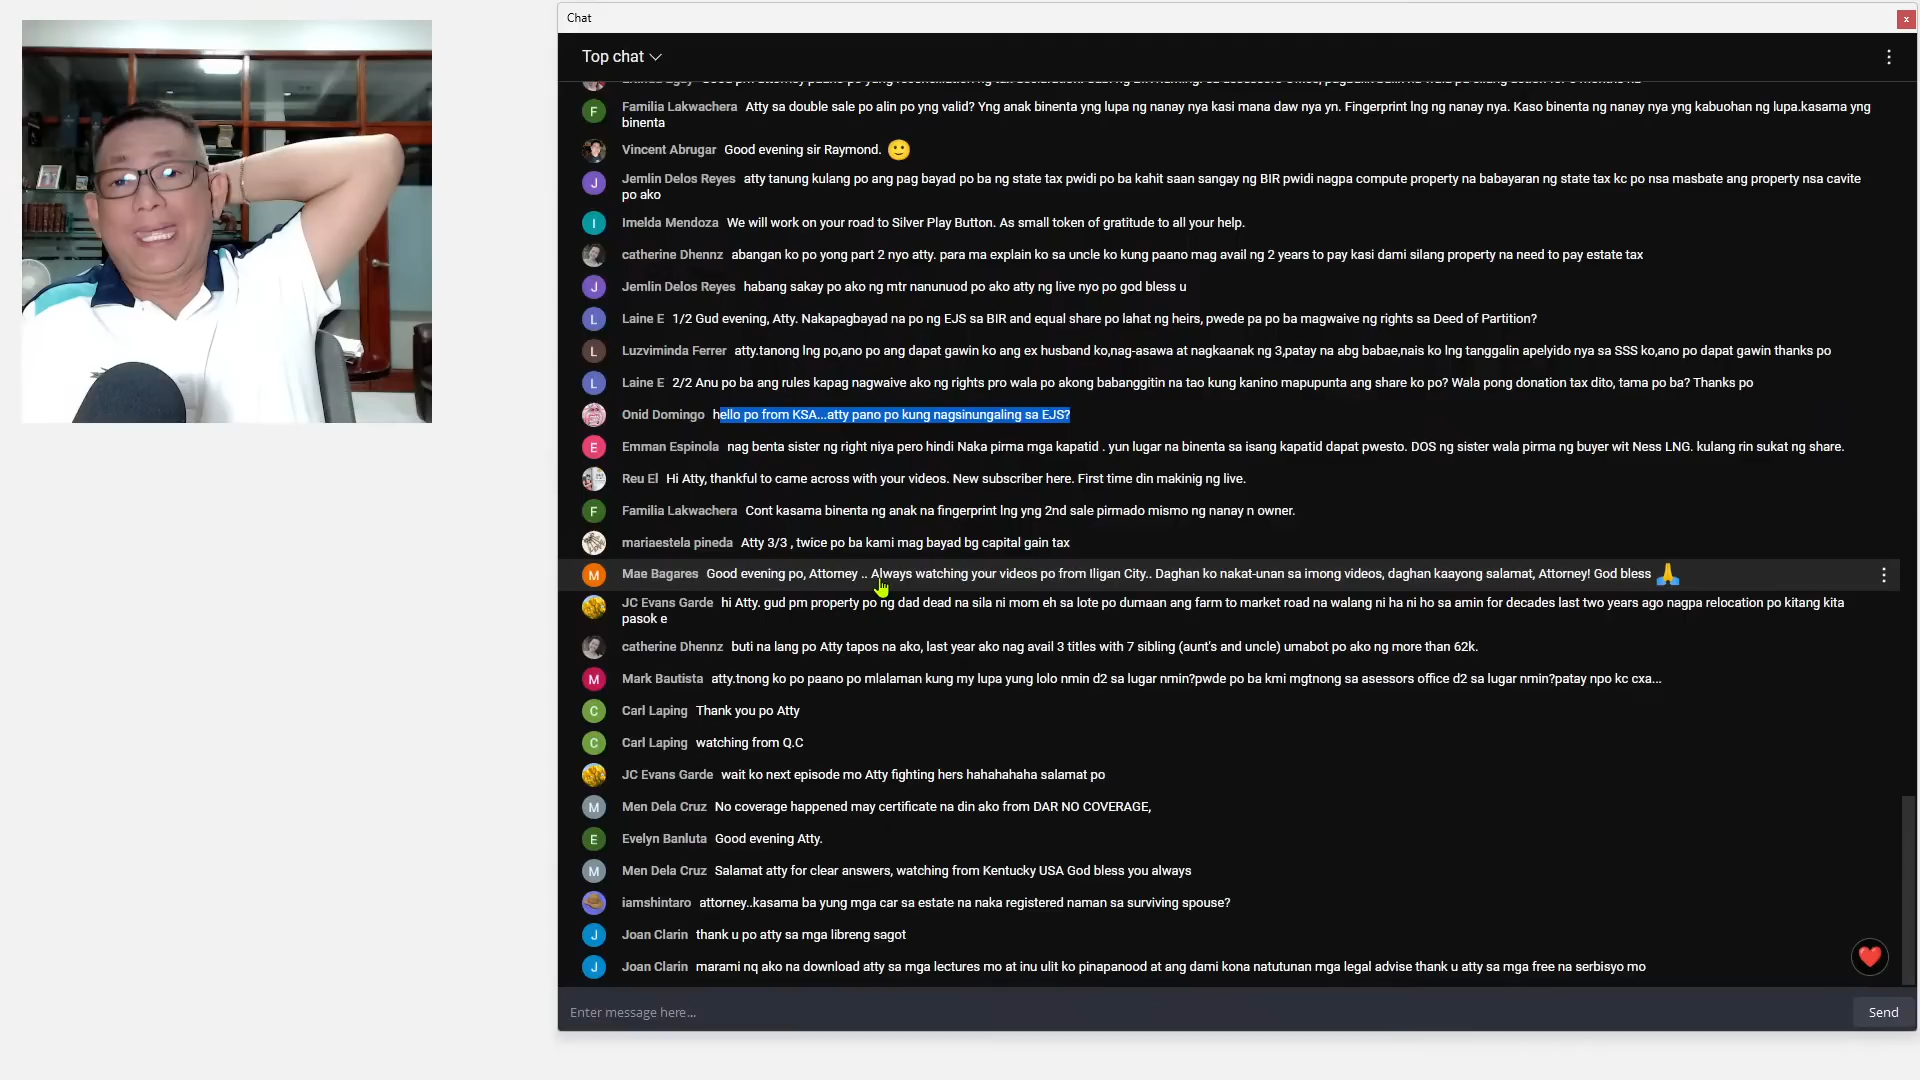 Chat
Top chat
Familia Lakwachera Atty sa double sale po alin po yng valid? Yng anak binenta yng lupa ng nanay nya kasi mana daw nya yn. Fingerprint lng ng nanay nya. Kaso binenta ng nanay nya yng kabuohan ng lupa.kasama yng
binenta
Vincent Abrugar Good evening sir Raymond. 🙂
Jemlin Delos Reyes atty tanung kulang po ang pag bayad po ba ng state tax pwidi po ba kahit saan sangay ng BIR pwidi nagpa compute property na babayaran ng state tax kc po nsa masbate ang property nsa cavite
po ako
Imelda Mendoza We will work on your road to Silver Play Button. As small token of gratitude to all your help.
catherine Dhennz abangan ko po yong part 2 nyo atty. para ma explain ko sa uncle ko kung paano mag avail ng 2 years to pay kasi dami silang property na need to pay estate tax
Jemlin Delos Reyes habang sakay po ako ng mtr nanunuod po ako atty ng live nyo po god bless u
Laine E 1/2 Gud evening, Atty. Nakapagbayad na po ng EJS sa BIR and equal share po lahat ng heirs, pwede pa po ba magwaive ng rights sa Deed of Partition?
Luzviminda Ferrer atty.tanong lng po,ano po ang dapat gawin ko ang ex husband ko,nag-asawa at nagkaanak ng 3,patay na abg babae,nais ko lng tanggalin apelyido nya sa SSS ko,ano po dapat gawin thanks po
Laine E 2/2 Anu po ba ang rules kapag nagwaive ako ng rights pro wala po akong babanggitin na tao kung kanino mapupunta ang share ko po? Wala pong donation tax dito, tama po ba? Thanks po
Onid Domingo hello po from KSA...atty pano po kung nagsinungaling sa EJS?
Emman Espinola nag benta sister ng right niya pero hindi Naka pirma mga kapatid . yun lugar na binenta sa isang kapatid dapat pwesto. DOS ng sister wala pirma ng buyer wit Ness LNG. kulang rin sukat ng share.
Reu El Hi Atty, thankful to came across with your videos. New subscriber here. First time din makinig ng live.
Familia Lakwachera Cont kasama binenta ng anak na fingerprint lng yng 2nd sale pirmado mismo ng nanay n owner.
mariaestela pineda Atty 3/3 , twice po ba kami mag bayad bg capital gain tax
Mae Bagares Good evening po, Attorney .. Always watching your videos po from Iligan City.. Daghan ko nakat-unan sa imong videos, daghan kaayong salamat, Attorney! God bless 🙏
JC Evans Garde hi Atty. gud pm property po ng dad dead na sila ni mom eh sa lote po dumaan ang farm to market road na walang ni ha ni ho sa amin for decades last two years ago nagpa relocation po kitang kita
pasok e
catherine Dhennz buti na lang po Atty tapos na ako, last year ako nag avail 3 titles with 7 sibling (aunt's and uncle) umabot po ako ng more than 62k.
Mark Bautista atty.tnong ko po paano po mlalaman kung my lupa yung lolo nmin d2 sa lugar nmin?pwde po ba kmi mgtnong sa asessors office d2 sa lugar nmin?patay npo kc cxa...
Carl Laping Thank you po Atty
Carl Laping watching from Q.C
JC Evans Garde wait ko next episode mo Atty fighting hers hahahahaha salamat po
Men Dela Cruz No coverage happened may certificate na din ako from DAR NO COVERAGE,
Evelyn Banluta Good evening Atty.
Men Dela Cruz Salamat atty for clear answers, watching from Kentucky USA God bless you always
iamshintaro attorney..kasama ba yung mga car sa estate na naka registered naman sa surviving spouse?
Joan Clarin thank u po atty sa mga libreng sagot
Joan Clarin marami nq ako na download atty sa mga lectures mo at inu ulit ko pinapanood at ang dami kona natutunan mga legal advise thank u atty sa mga free na serbisyo mo
Enter message here...
Send